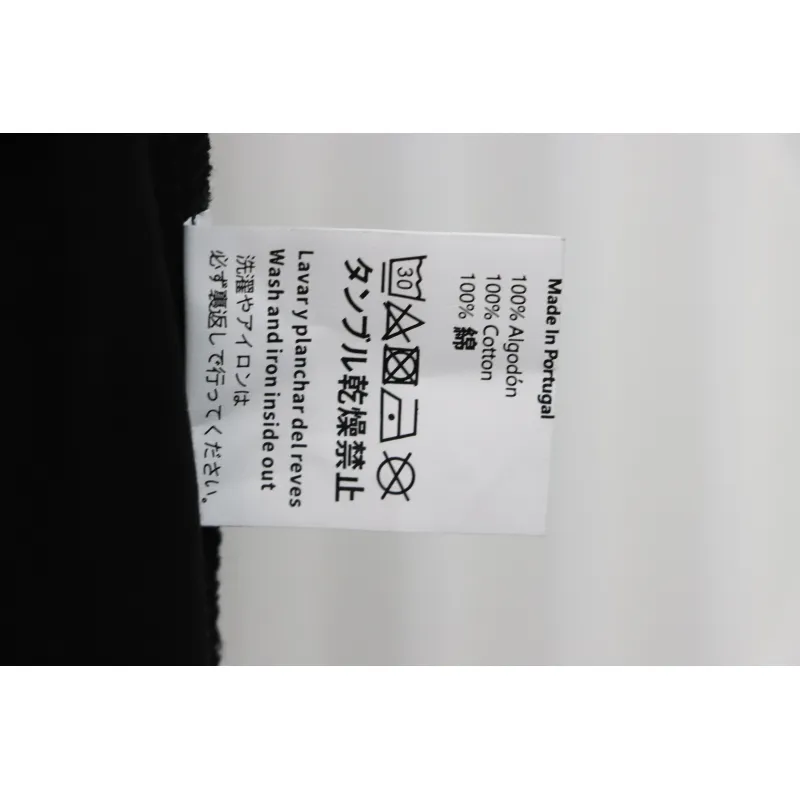 Made In Portugal
100% Algodón
100% Cotton
100% 綿
30
タンブル乾燥禁止
Lavar y planchar del reves
Wash and iron inside out
洗濯やアイロンは
必ず裏返しで行ってください。